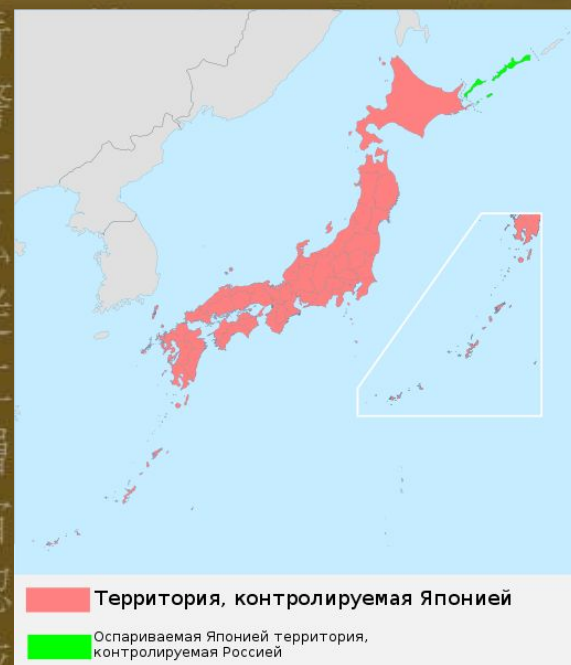 Территория, контролируемая Японией
Оспариваемая Японией территория,
контролируемая Россией